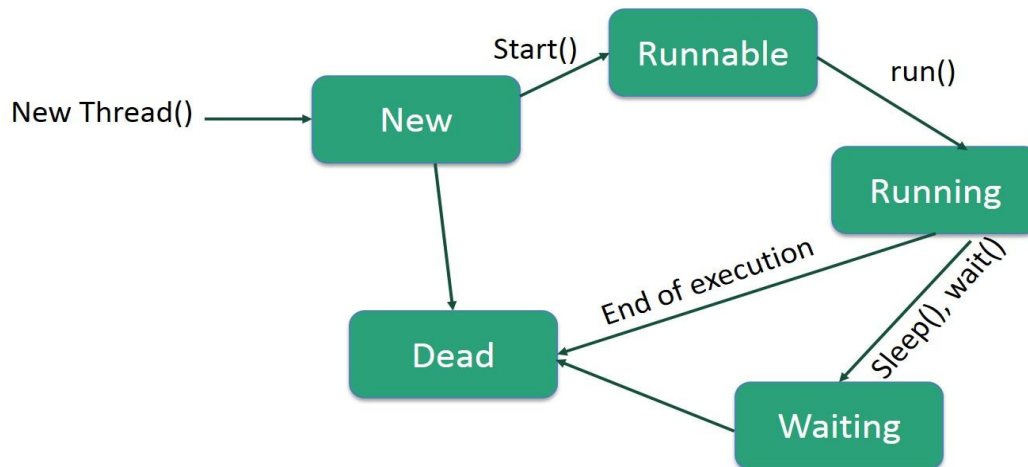 Start()
Runnable
run()
New Thread()
New
Running
End of execution
Sleep(), wait()
Dead
Waiting